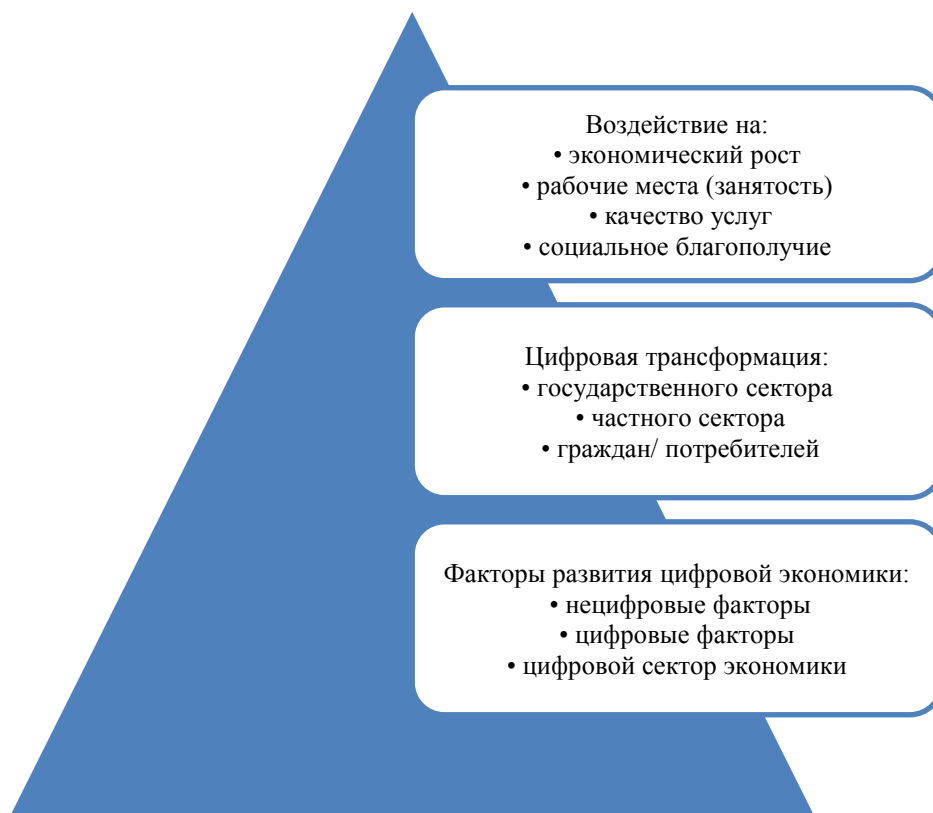 Воздействие на:
• экономический рост
• рабочие места (занятость)
• качество услуг
• социальное благополучие
Цифровая трансформация:
• государственного сектора
• частного сектора
• граждан/ потребителей
Факторы развития цифровой экономики:
• нецифровые факторы
• цифровые факторы
• цифровой сектор экономики